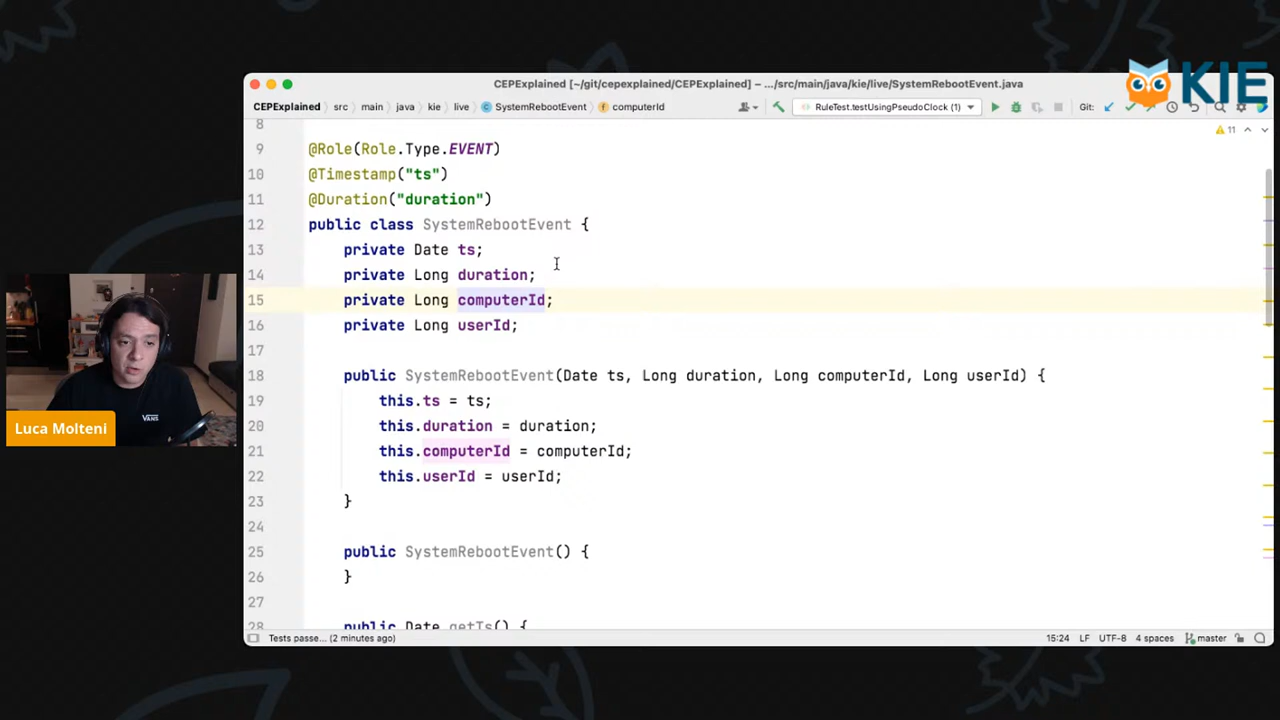 KIE
CEPExplained [~/git/cepexplained/CEPExplained] – .../src/main/java/kie/live/SystemRebootEvent.java
CEPExplained src main java kie live SystemRebootEvent computerId RuleTest.testUsingPseudoClock (1) Git:
8
11
9 @Role(Role.Type.EVENT)
10 @Timestamp("ts")
11 @Duration("duration")
12 public class SystemRebootEvent {
13 private Date ts;
14 private Long duration;
15 private Long computerId;
16 private Long userId;
17
18 public SystemRebootEvent(Date ts, Long duration, Long computerId, Long userId) {
19 this.ts = ts;
20 this.duration = duration;
21 this.computerId = computerId;
22 this.userId = userId;
23 }
24
25 public SystemRebootEvent() {
26 }
27
28 public Date getTs() {
Tests passe... (2 minutes ago) 15:24 LF UTF-8 4 spaces master
VANS
Luca Molteni